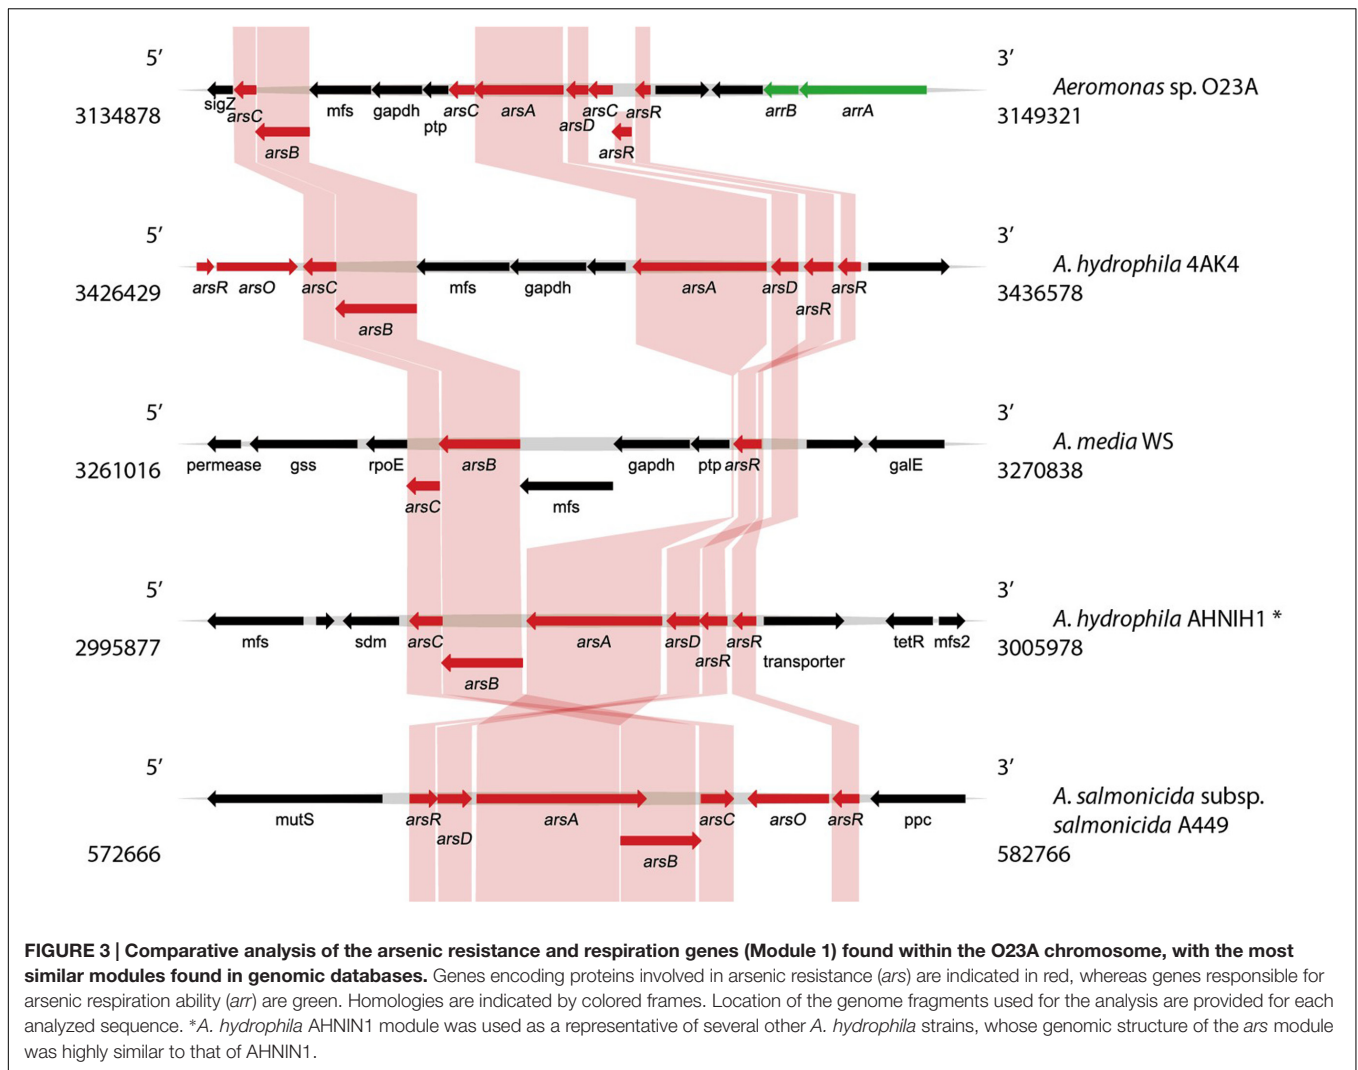 5′
3′
sigZ
arsC
arsB
mfs
gapdh
ptp
arsC
arsA
arsD
arsC
arsR
arsR
arrB
arrA
3134878
3149321
Aeromonas sp. O23A
5′
3′
arsR
arsO
arsC
arsB
mfs
gapdh
arsA
arsD
arsR
arsR
3426429
3436578
A. hydrophila 4AK4
5′
3′
permease
gss
rpoE
arsC
arsB
mfs
gapdh
ptp
arsR
galE
3261016
3270838
A. media WS
5′
3′
mfs
sdm
arsC
arsB
arsA
arsD
arsR
arsR
transporter
tetR
mfs2
2995877
3005978
A. hydrophila AHNIH1 *
5′
3′
mutS
arsR
arsD
arsA
arsB
arsC
arsO
arsR
ppc
572666
582766
A. salmonicida subsp.
salmonicida A449
FIGURE 3 | Comparative analysis of the arsenic resistance and respiration genes (Module 1) found within the O23A chromosome, with the most
similar modules found in genomic databases. Genes encoding proteins involved in arsenic resistance (ars) are indicated in red, whereas genes responsible for
arsenic respiration ability (arr) are green. Homologies are indicated by colored frames. Location of the genome fragments used for the analysis are provided for each
analyzed sequence. *A. hydrophila AHNIN1 module was used as a representative of several other A. hydrophila strains, whose genomic structure of the ars module
was highly similar to that of AHNIN1.